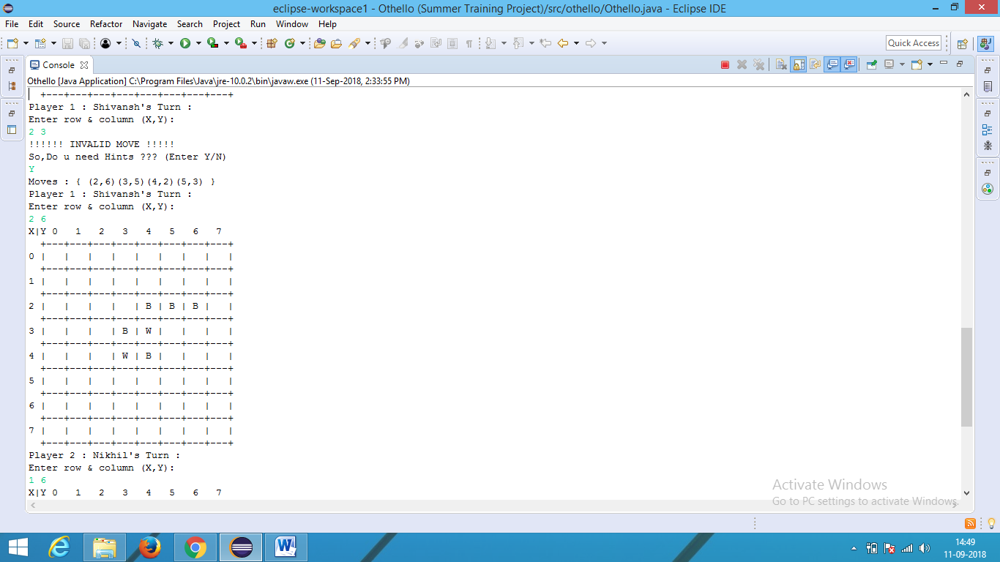 eclipse-workspace1 - Othello (Summer Training Project)/src/othello/Othello.java - Eclipse IDE
File Edit Source Refactor Navigate Search Project Run Window Help
Quick Access
Console
Othello [Java Application] C:\Program Files\Java\jre-10.0.2\bin\javaw.exe (11-Sep-2018, 2:33:55 PM)
  +---+---+---+---+---+---+---+---+
Player 1 : Shivansh's Turn :
Enter row & column (X,Y):
2 3
!!!!!! INVALID MOVE !!!!!
So,Do u need Hints ??? (Enter Y/N)
Y
Moves : { (2,6)(3,5)(4,2)(5,3) }
Player 1 : Shivansh's Turn :
Enter row & column (X,Y):
2 6
X|Y 0   1   2   3   4   5   6   7
  +---+---+---+---+---+---+---+---+
0 |   |   |   |   |   |   |   |   |
  +---+---+---+---+---+---+---+---+
1 |   |   |   |   |   |   |   |   |
  +---+---+---+---+---+---+---+---+
2 |   |   |   |   | B | B | B |   |
  +---+---+---+---+---+---+---+---+
3 |   |   |   | B | W |   |   |   |
  +---+---+---+---+---+---+---+---+
4 |   |   |   | W | B |   |   |   |
  +---+---+---+---+---+---+---+---+
5 |   |   |   |   |   |   |   |   |
  +---+---+---+---+---+---+---+---+
6 |   |   |   |   |   |   |   |   |
  +---+---+---+---+---+---+---+---+
7 |   |   |   |   |   |   |   |   |
  +---+---+---+---+---+---+---+---+
Player 2 : Nikhil's Turn :
Enter row & column (X,Y):
1 6
X|Y 0   1   2   3   4   5   6   7
Activate Windows
Go to PC settings to activate Windows.
14:49
11-09-2018